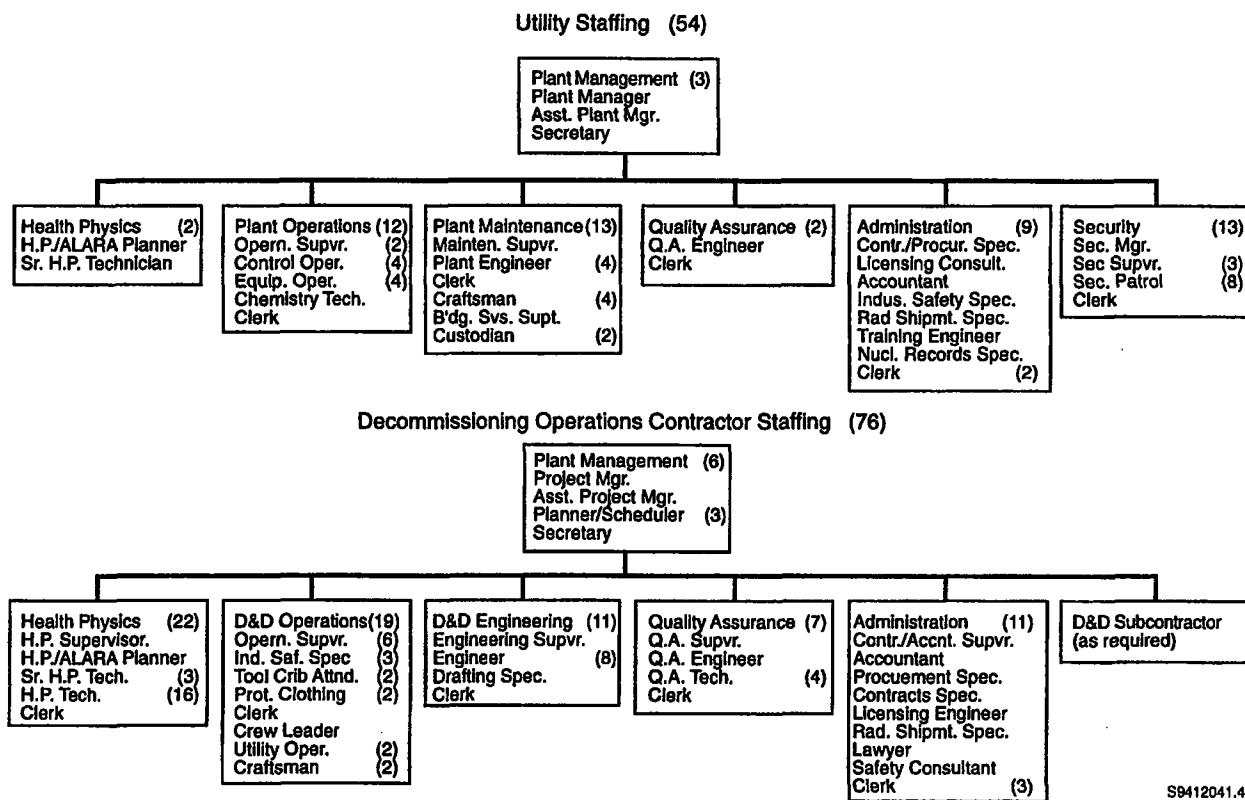 Utility Staffing (54)
Plant Management (3)
Plant Manager
Asst. Plant Mgr.
Secretary
Health Physics (2)
H.P./ALARA Planner
Sr. H.P. Technician
Plant Operations (12)
Opern. Supvr. (2)
Control Oper. (4)
Equip. Oper. (4)
Chemistry Tech.
Clerk
Plant Maintenance (13)
Mainten. Supvr.
Plant Engineer (4)
Clerk
Craftsman (4)
B'dg. Svs. Supt.
Custodian (2)
Quality Assurance (2)
Q.A. Engineer
Clerk
Administration (9)
Contr./Procur. Spec.
Licensing Consult.
Accountant
Indus. Safety Spec.
Rad Shipmt. Spec.
Training Engineer
Nucl. Records Spec.
Clerk (2)
Security (13)
Sec. Mgr.
Sec Supvr. (3)
Sec. Patrol (8)
Clerk
Decommissioning Operations Contractor Staffing (76)
Plant Management (6)
Project Mgr.
Asst. Project Mgr.
Planner/Scheduler (3)
Secretary
Health Physics (22)
H.P. Supervisor.
H.P./ALARA Planner
Sr. H.P. Tech. (3)
H.P. Tech. (16)
Clerk
D&D Operations (19)
Opern. Supvr. (6)
Ind. Saf. Spec (3)
Tool Crib Attnd. (2)
Prot. Clothing (2)
Clerk
Crew Leader
Utility Oper. (2)
Craftsman (2)
D&D Engineering (11)
Engineering Supvr.
Engineer (8)
Drafting Spec.
Clerk
Quality Assurance (7)
Q.A. Supvr.
Q.A. Engineer
Q.A. Tech. (4)
Clerk
Administration (11)
Contr./Accnt. Supvr.
Accountant
Procuement Spec.
Contracts Spec.
Licensing Engineer
Rad. Shipmt. Spec.
Lawyer
Safety Consultant
Clerk (3)
D&D Subcontractor
(as required)
S9412041.4